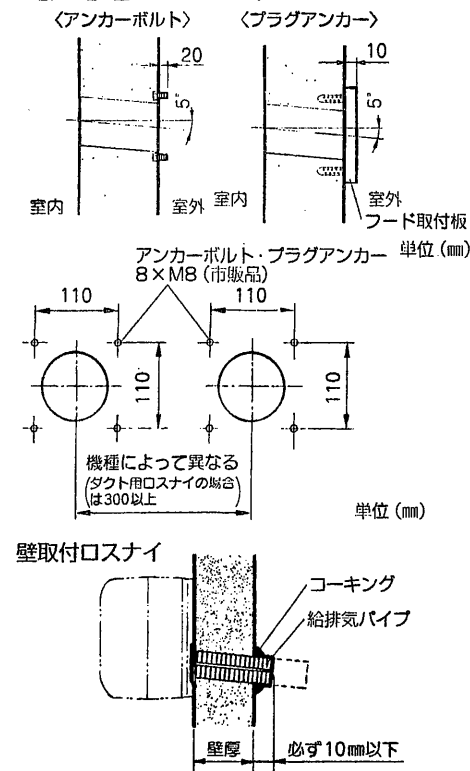 〈アンカーボルト〉
〈プラグアンカー〉
20
5°
室内
室外
10
5°
室内
室外
フード取付板
単位 (mm)
アンカーボルト・プラグアンカー
8×M8 (市販品)
110
110
110
110
機種によって異なる
(ダクト用ロスナイの場合
は300以上)
単位 (mm)
壁取付ロスナイ
コーキング
給排気パイプ
壁厚
必ず10mm以下